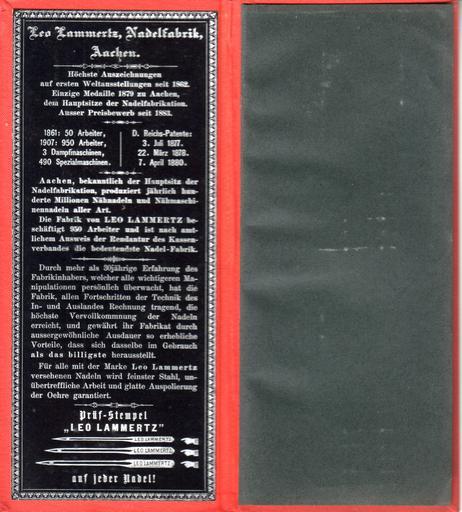 Leo Lammertz, Nadelfabrik,
Aachen.
Höchste Auszeichnungen
auf ersten Weltausstellungen seit 1862.
Einzige Medaille 1879 zu Aachen,
dem Hauptsitze der Nadelfabrikation.
Ausser Preisbewerb seit 1883.
1861: 50 Arbeiter,
1907: 950 Arbeiter,
3 Dampfmaschinen,
490 Spezialmaschinen.
D. Reichs-Patente:
3. Juli 1877.
22. März 1878.
7. April 1880.
Aachen, bekanntlich der Hauptsitz der
Nadelfabrikation, produziert jährlich hun-
derte Millionen Nähnadeln und Nähmaschi-
nennadeln aller Art.
Die Fabrik von LEO LAMMERTZ be-
schäftigt 950 Arbeiter und ist nach amt-
lichem Ausweis der Rendantur des Kassen-
verbandes die bedeutendste Nadel-Fabrik.
Durch mehr als 30jährige Erfahrung des
Fabrikinhabers, welcher alle wichtigeren Ma-
nipulationen persönlich überwacht, hat die
Fabrik, allen Fortschritten der Technik des
In- und Auslandes Rechnung tragend, die
höchste Vervollkommnung der Nadeln
erreicht, und gewährt ihr Fabrikat durch
aussergewöhnliche Ausdauer so erhebliche
Vorteile, dass sich dasselbe im Gebrauch
als das billigste herausstellt.
Für alle mit der Marke Leo Lammertz
versehenen Nadeln wird feinster Stahl, un-
übertreffliche Arbeit und glatte Auspolierung
der Oehre garantiert.
Prüf-Stempel
„LEO LAMMERTZ"
LEO LAMMERTZ
LEO LAMMERTZ
LEO LAMMERTZ
auf jeder Nadel!